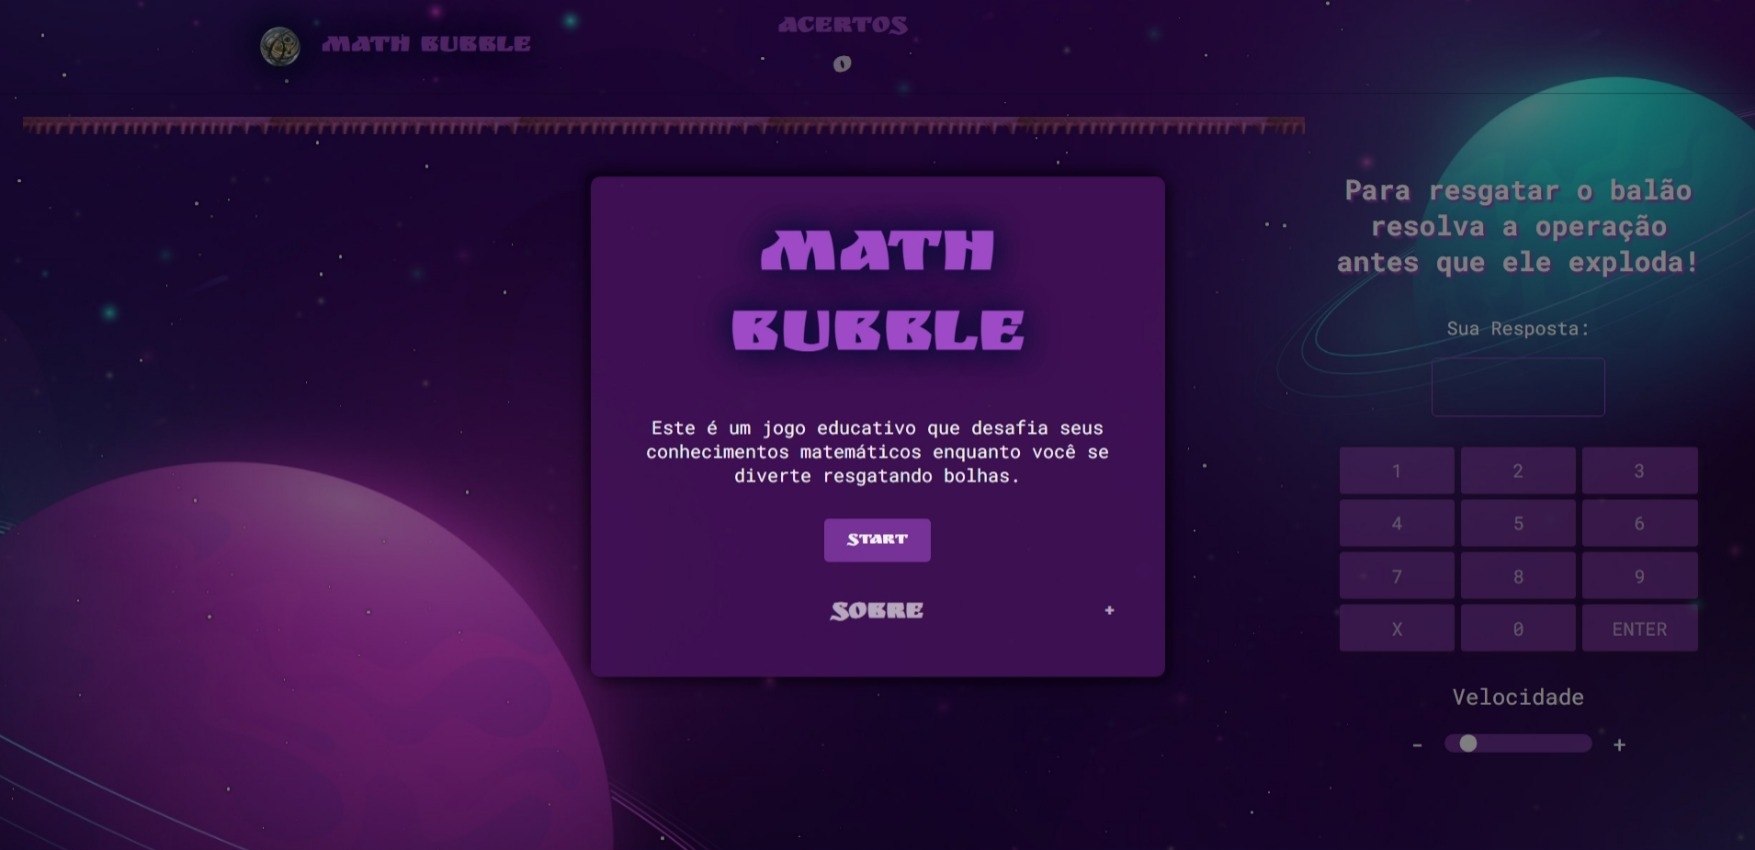 MATH BUBBLE
ACERTOS
0
MATH
BUBBLE
Este é um jogo educativo que desafia seus
conhecimentos matemáticos enquanto você se
diverte resgatando bolhas.
START
SOBRE +
Para resgatar o balão
resolva a operação
antes que ele exploda!
Sua Resposta:
1 2 3
4 5 6
7 8 9
X 0 ENTER
Velocidade
- +